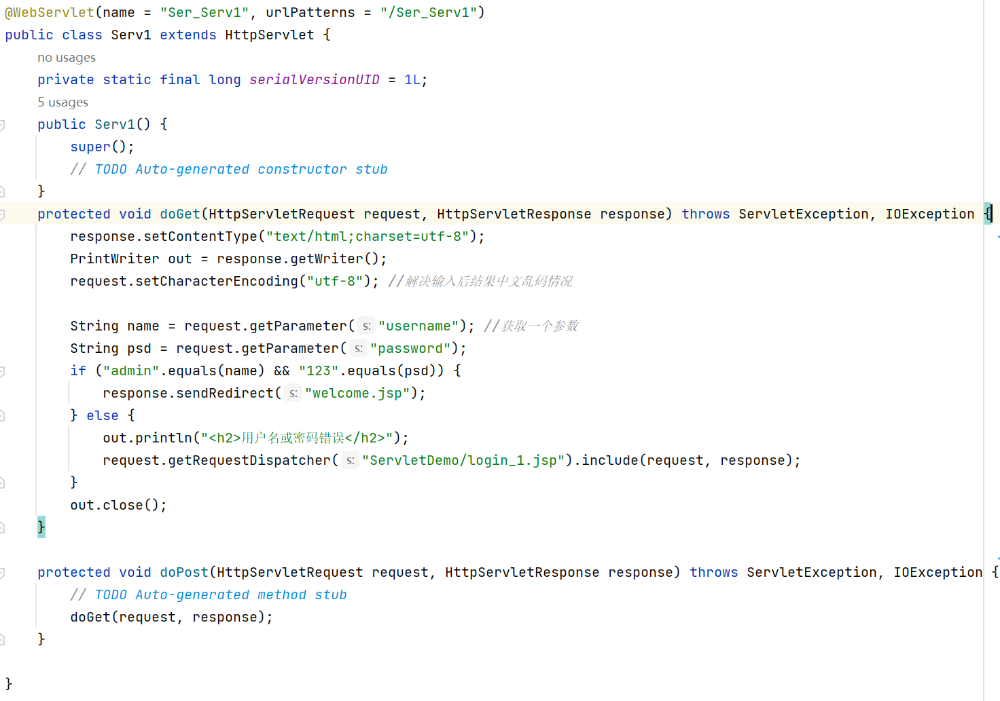 @WebServlet(name = "Ser_Serv1", urlPatterns = "/Ser_Serv1")
public class Serv1 extends HttpServlet {
no usages
private static final long serialVersionUID = 1L;
5 usages
public Serv1() {
super();
// TODO Auto-generated constructor stub
}
protected void doGet(HttpServletRequest request, HttpServletResponse response) throws ServletException, IOException {
response.setContentType("text/html;charset=utf-8");
PrintWriter out = response.getWriter();
request.setCharacterEncoding("utf-8"); //解决输入后结果中文乱码情况
String name = request.getParameter( s: "username"); //获取一个参数
String psd = request.getParameter( s: "password");
if ("admin".equals(name) && "123".equals(psd)) {
response.sendRedirect( s: "welcome.jsp");
} else {
out.println("<h2>用户名或密码错误</h2>");
request.getRequestDispatcher( s: "ServletDemo/login_1.jsp").include(request, response);
}
out.close();
}
protected void doPost(HttpServletRequest request, HttpServletResponse response) throws ServletException, IOException {
// TODO Auto-generated method stub
doGet(request, response);
}
}